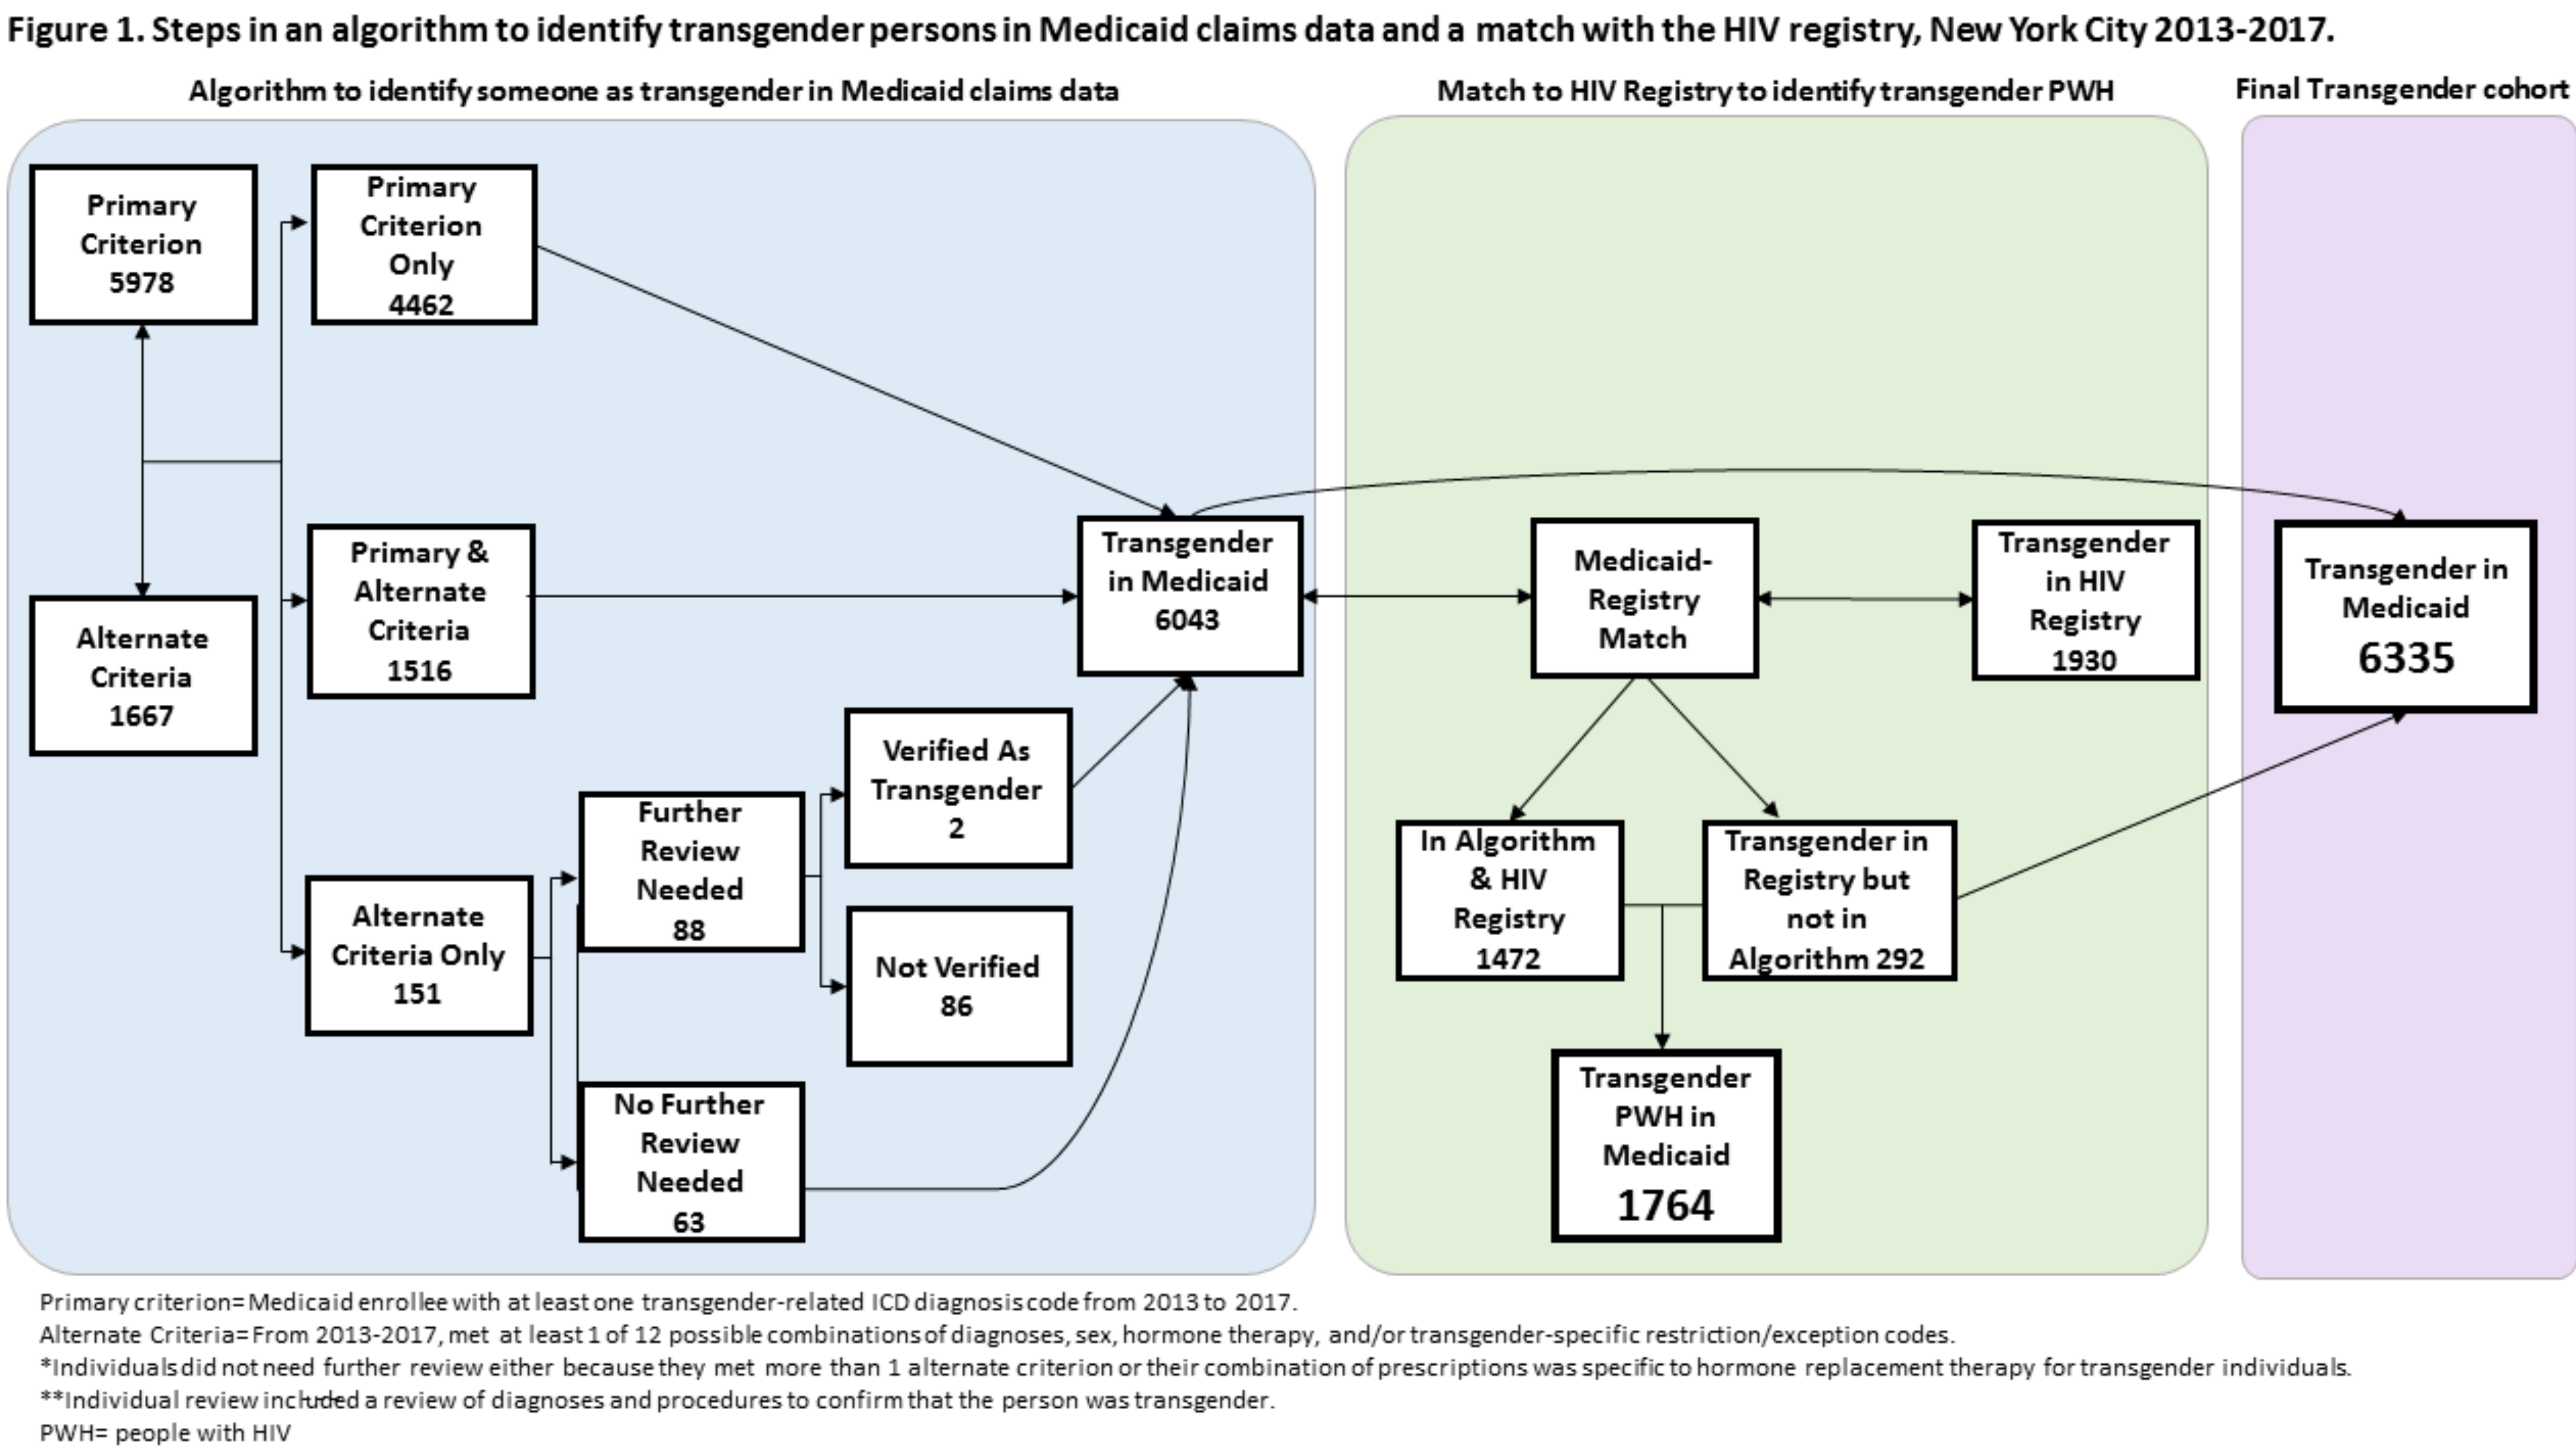 Figure 1. Steps in an algorithm to identify transgender persons in Medicaid claims data and a match with the HIV registry, New York City 2013-2017.
Algorithm to identify someone as transgender in Medicaid claims data
Match to HIV Registry to identify transgender PWH
Final Transgender cohort
Primary
Criterion
5978
Primary
Criterion
Only
4462
Alternate
Criteria
1667
Primary &
Alternate
Criteria
1516
Alternate
Criteria Only
151
Further
Review
Needed
88
No Further
Review
Needed
63
Verified As
Transgender
2
Not Verified
86
Transgender
in Medicaid
6043
Medicaid-
Registry
Match
Transgender
in HIV
Registry
1930
In Algorithm
& HIV
Registry
1472
Transgender in
Registry but
not in
Algorithm 292
Transgender
PWH in
Medicaid
1764
Transgender in
Medicaid
6335
Primary criterion= Medicaid enrollee with at least one transgender-related ICD diagnosis code from 2013 to 2017.
Alternate Criteria= From 2013-2017, met at least 1 of 12 possible combinations of diagnoses, sex, hormone therapy, and/or transgender-specific restriction/exception codes.
*Individuals did not need further review either because they met more than 1 alternate criterion or their combination of prescriptions was specific to hormone replacement therapy for transgender individuals.
**Individual review included a review of diagnoses and procedures to confirm that the person was transgender.
PWH= people with HIV